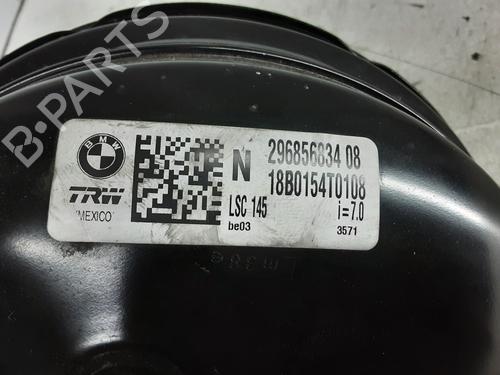 B-PARTS
BMW
TRW
"MEXICO"
N
296856834 08
18B0154T0108
LSC 145
i=7.0
be03
3571